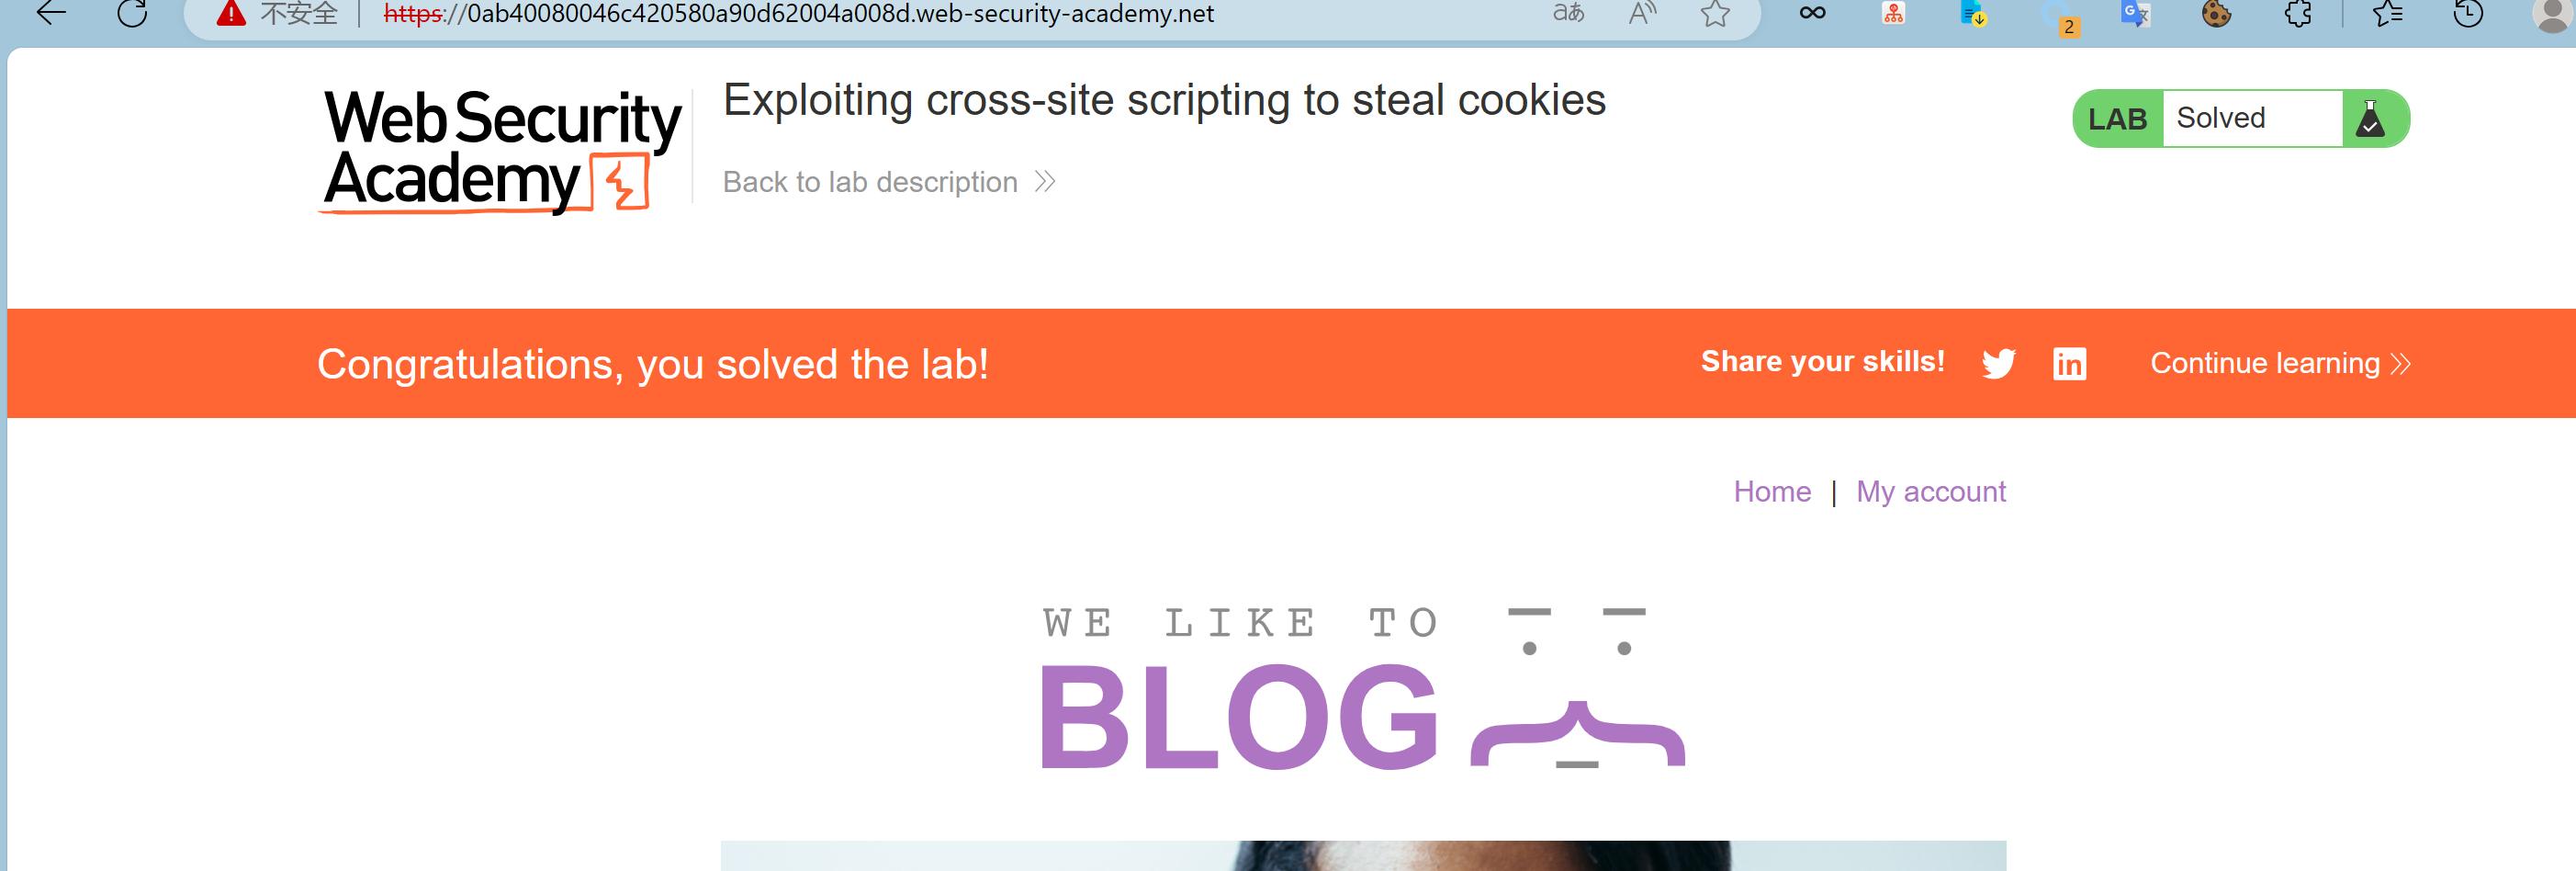 不安全 https://0ab40080046c420580a90d62004a008d.web-security-academy.net
2
Web Security
Academy
Exploiting cross-site scripting to steal cookies
Back to lab description
LAB Solved
Congratulations, you solved the lab!
Share your skills!
Continue learning
Home | My account
WE LIKE TO
BLOG